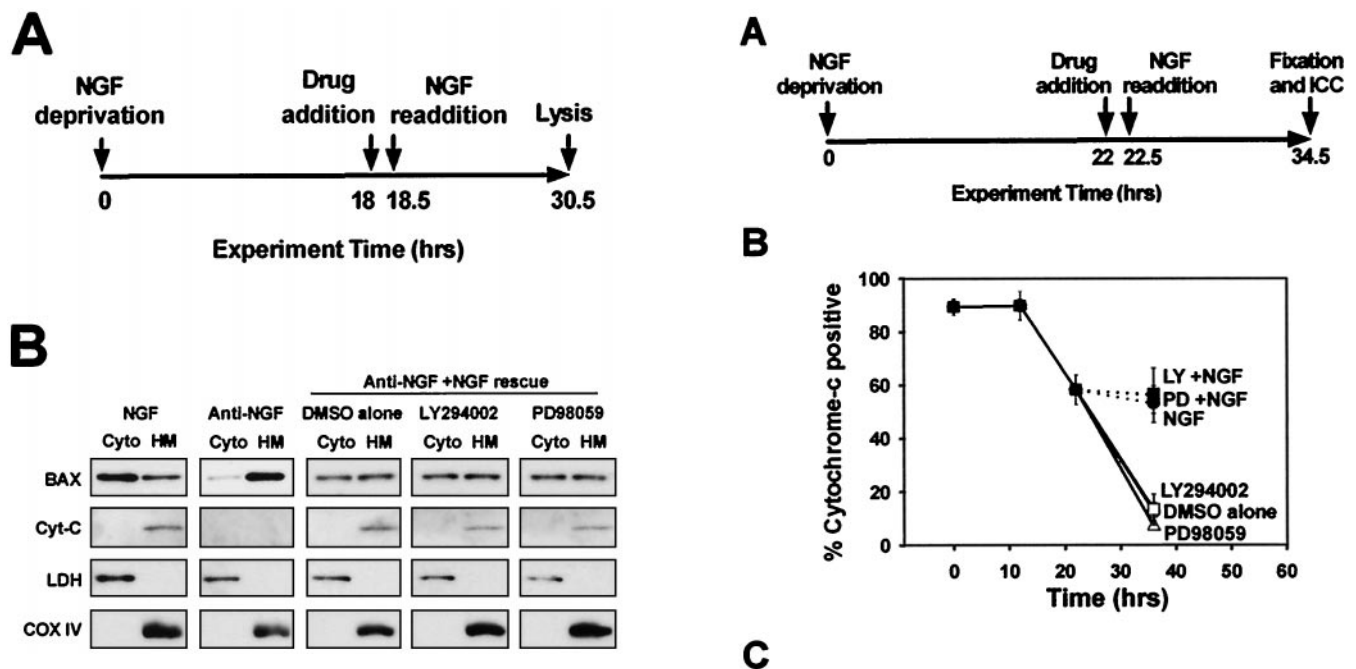 A
NGF deprivation
Drug addition
NGF readdition
Lysis
0
18
18.5
30.5
Experiment Time (hrs)
B
Anti-NGF +NGF rescue
NGF
Anti-NGF
DMSO alone
LY294002
PD98059
Cyto HM
Cyto HM
Cyto HM
Cyto HM
Cyto HM
BAX
Cyt-C
LDH
COX IV
A
NGF deprivation
Drug addition
NGF readdition
Fixation and ICC
0
22
22.5
34.5
Experiment Time (hrs)
B
% Cytochrome-c positive
100
80
60
40
20
0
LY +NGF
PD +NGF
NGF
LY294002
DMSO alone
PD98059
0 10 20 30 40 50 60
Time (hrs)
C